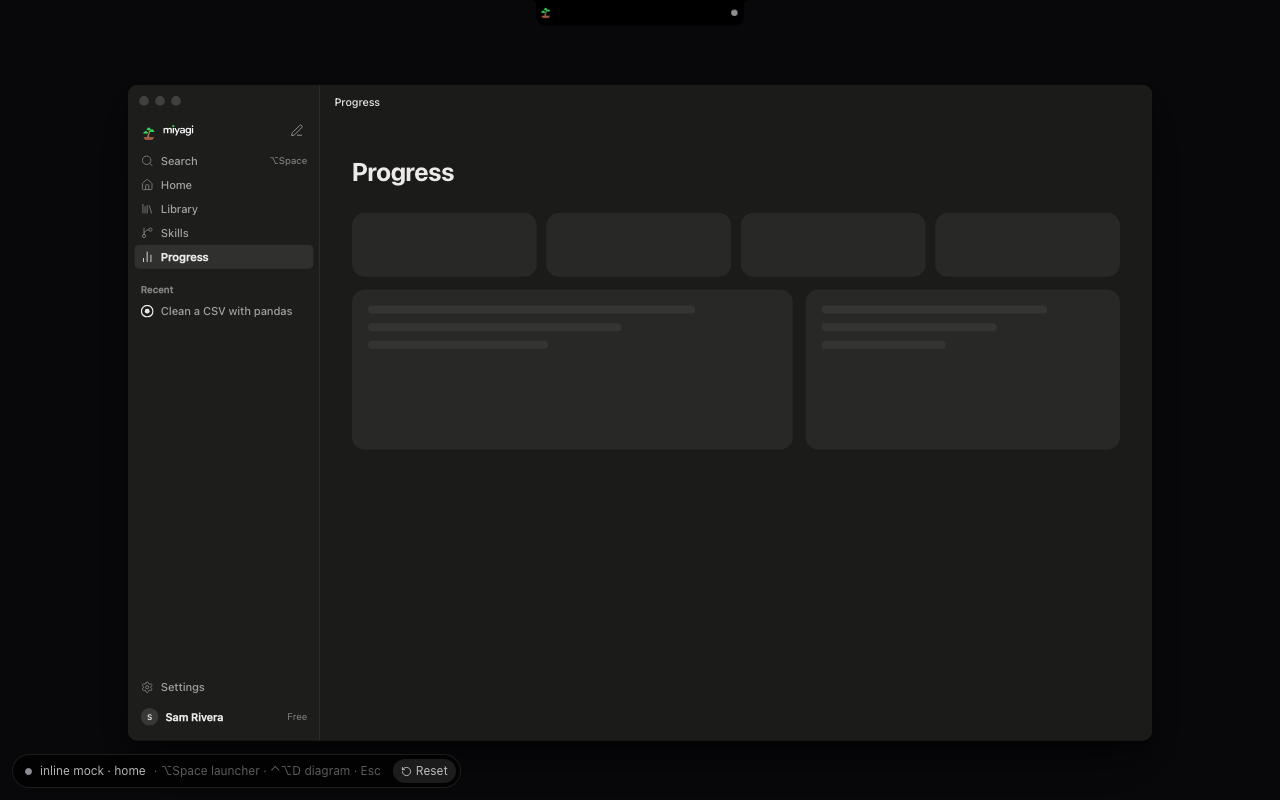 Progress
miyagi
Search ⌥Space
Home
Library
Skills
Progress
Recent
Clean a CSV with pandas
Progress
Settings
S Sam Rivera Free
inline mock · home · ⌥Space launcher · ^⌥D diagram · Esc Reset